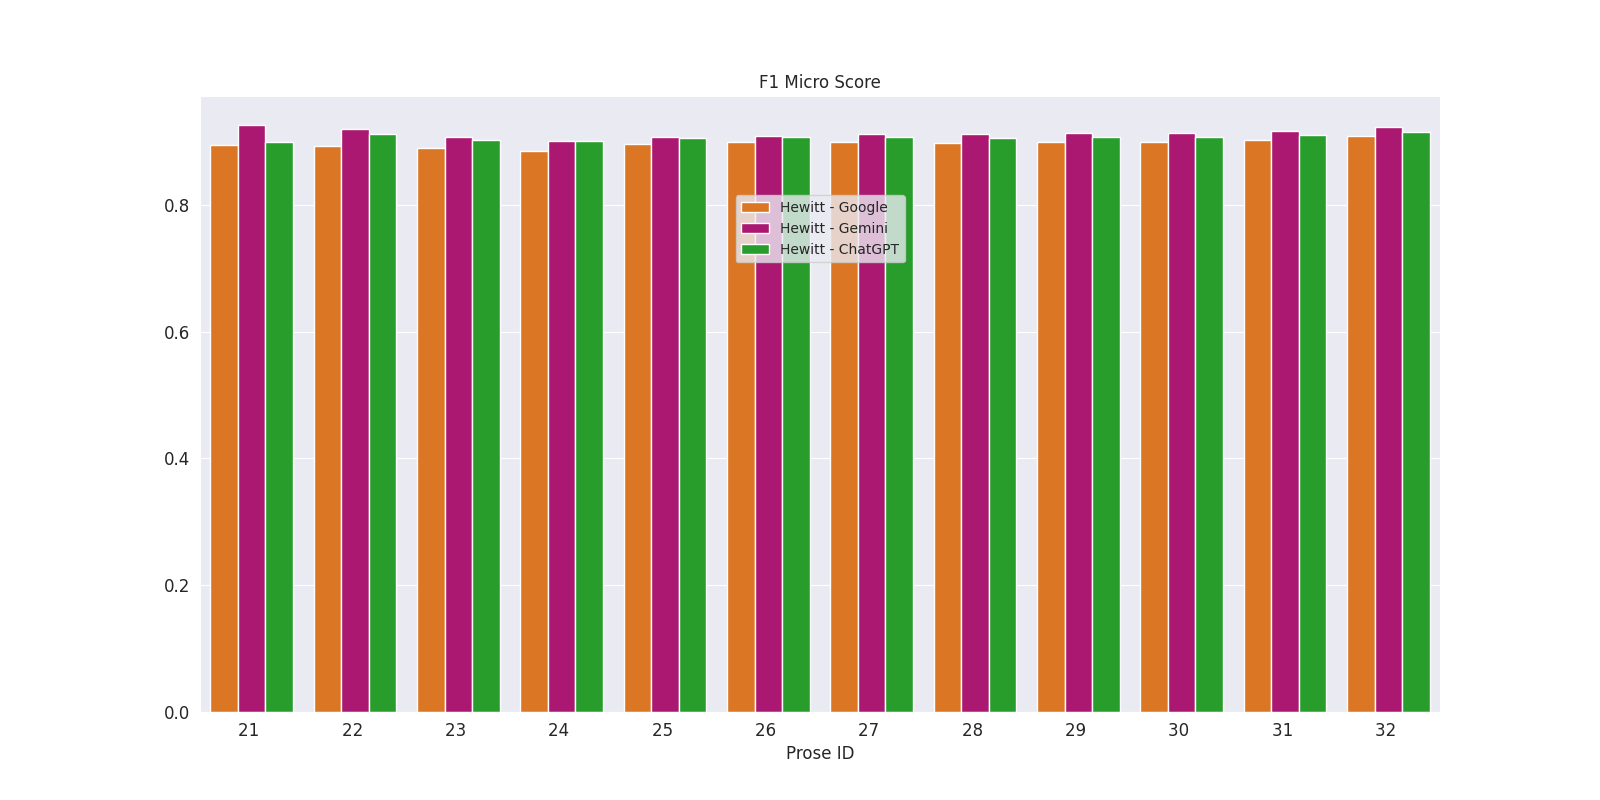 F1 Micro Score
0.8
0.6
0.4
0.2
0.0
Hewitt - Google
Hewitt - Gemini
Hewitt - ChatGPT
21 22 23 24 25 26 27 28 29 30 31 32
Prose ID